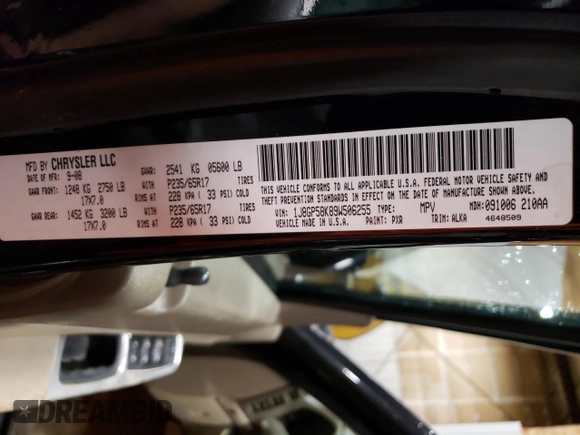 MFD BY CHRYSLER LLC
DATE OF MFR: 9-08
GVWR: 2541 KG 05600 LB
GAWR FRONT: 1248 KG 2750 LB
17X7.0
WITH P235/65R17 TIRES
RIMS AT 228 KPA ( 33 PSI) COLD
GAWR REAR: 1452 KG 3200 LB
17X7.0
WITH P235/65R17 TIRES
RIMS AT 228 KPA ( 33 PSI) COLD
THIS VEHICLE CONFORMS TO ALL APPLICABLE U.S.A. FEDERAL MOTOR VEHICLE SAFETY, BUMPER AND
THEFT PREVENTION STANDARDS IN EFFECT ON THE DATE OF MANUFACTURE SHOWN ABOVE.
VIN: 1J8GP58K89W506255 TYPE: MPV MDH: 091006 210AA
VEHICLE MADE IN U.S.A. PAINT: PXR TRIM: ALKA 4648509
DREAMBID